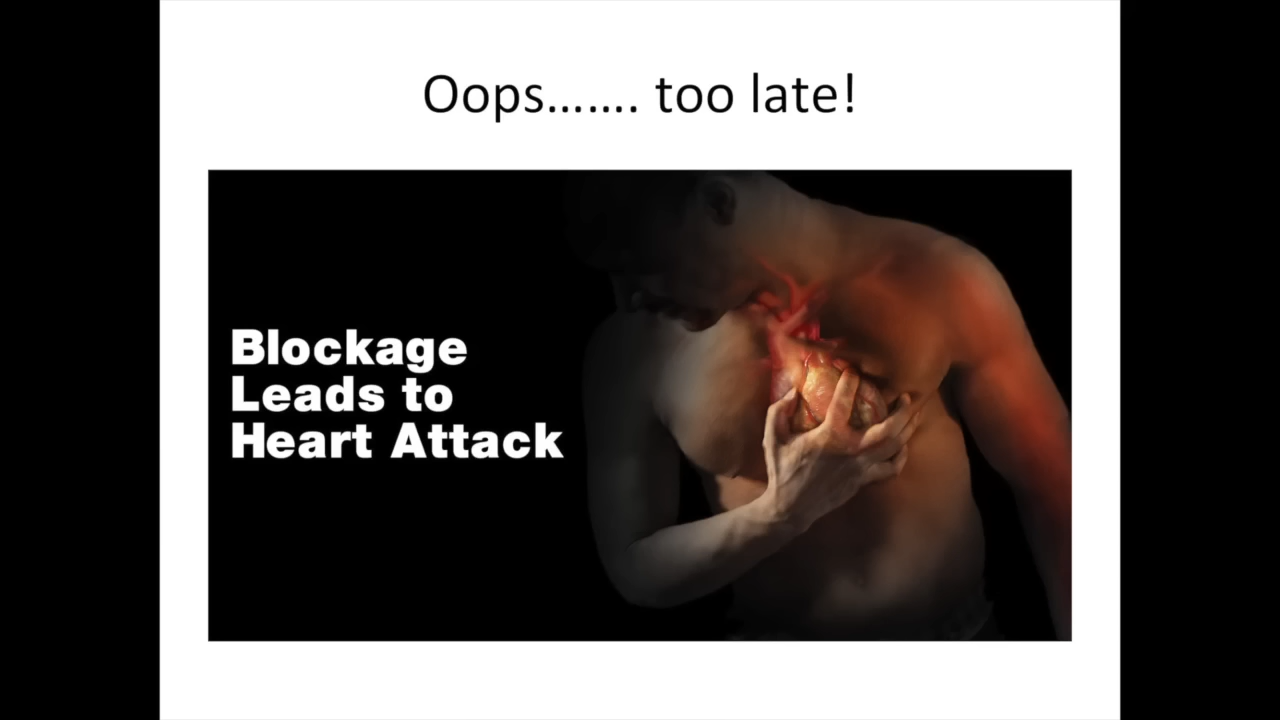 Oops....... too late!
Blockage
Leads to
Heart Attack